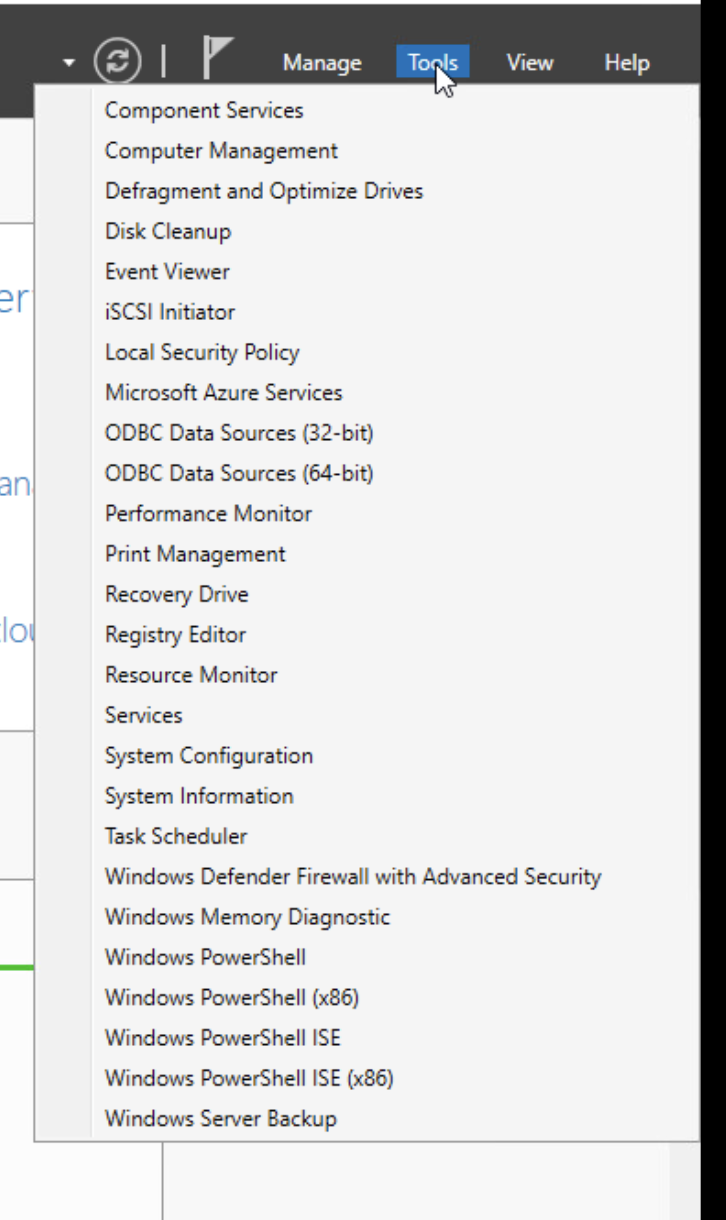 Manage Tools View Help
Component Services
Computer Management
Defragment and Optimize Drives
Disk Cleanup
er
Event Viewer
iSCSI Initiator
Local Security Policy
Microsoft Azure Services
ODBC Data Sources (32-bit)
an
ODBC Data Sources (64-bit)
Performance Monitor
Print Management
Recovery Drive
clou
Registry Editor
Resource Monitor
Services
System Configuration
System Information
Task Scheduler
Windows Defender Firewall with Advanced Security
Windows Memory Diagnostic
Windows PowerShell
Windows PowerShell (x86)
Windows PowerShell ISE
Windows PowerShell ISE (x86)
Windows Server Backup